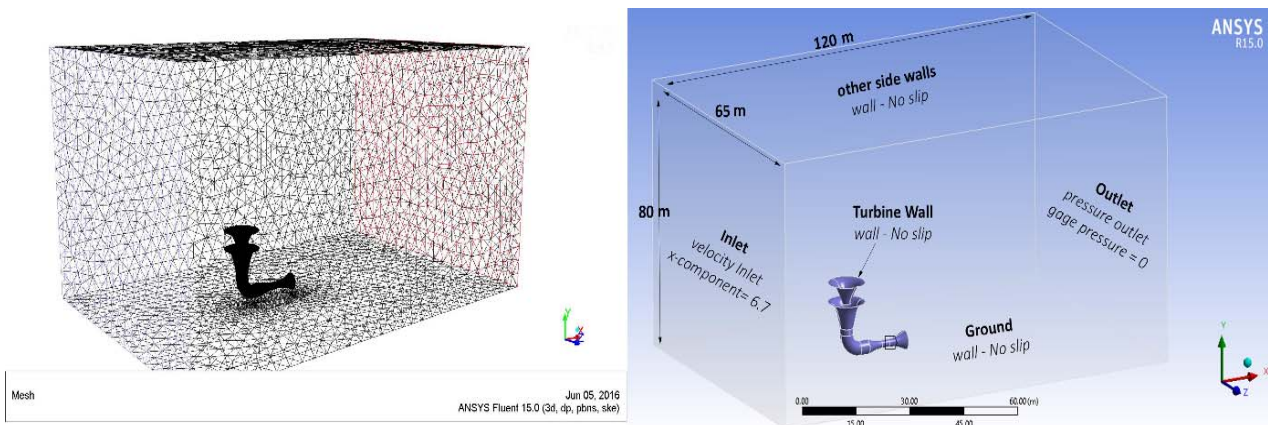 Mesh
Jun 05, 2016
ANSYS Fluent 15.0 (3d, dp, pbns, ske)
Y
X
ANSYS
R15.0
120 m
other side walls
wall - No slip
65 m
80 m
Inlet
velocity Inlet
x-component= 6.7
Turbine Wall
wall - No slip
Outlet
pressure outlet
gage pressure = 0
Ground
wall - No slip
0.00
30.00
60.00 (m)
15.00
45.00
Y
X
Z